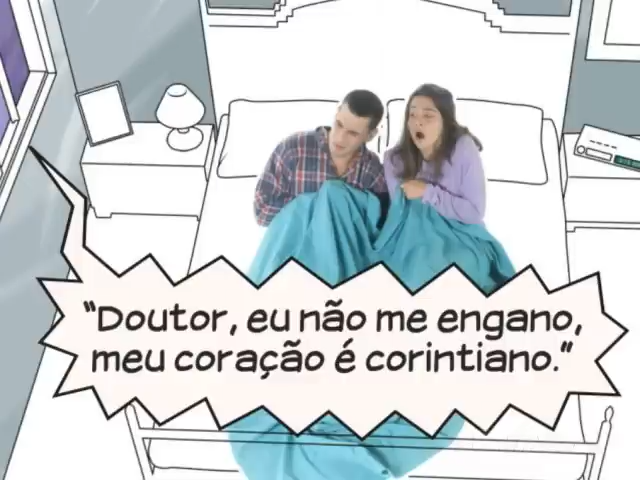 "Doutor, eu não me engano,
meu coração é corintiano."